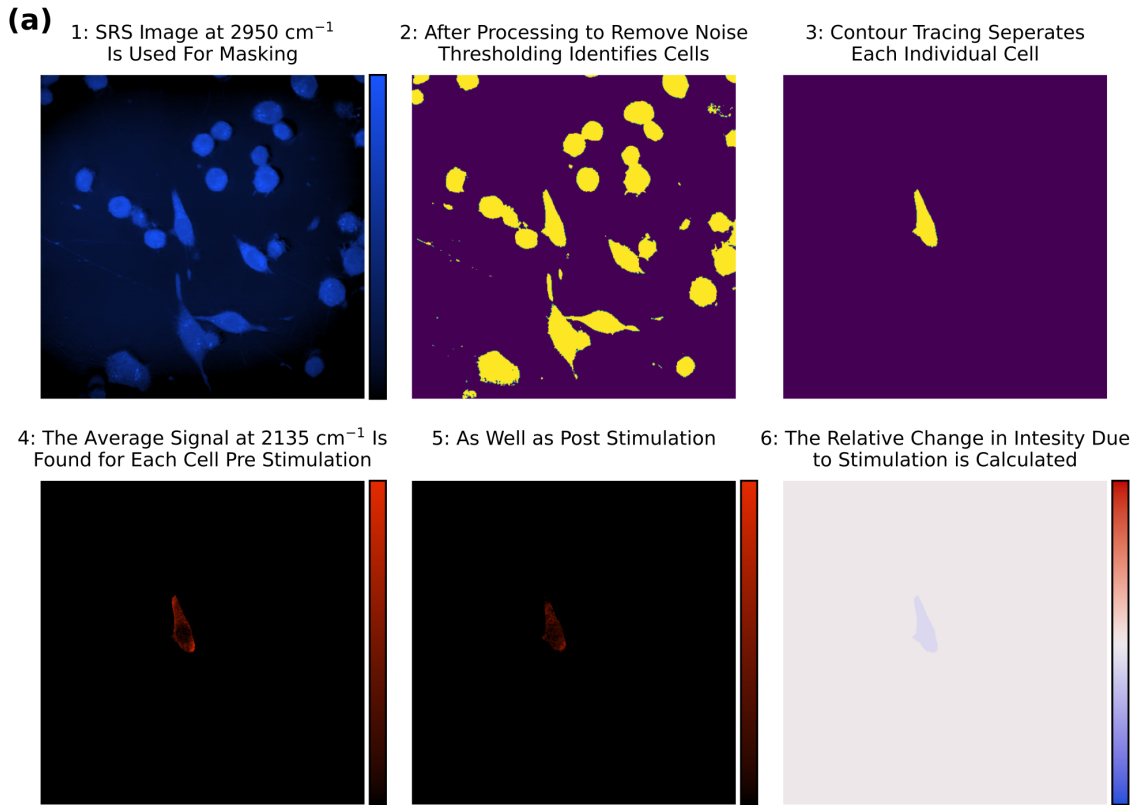 (a)
1: SRS Image at 2950 cm⁻¹
Is Used For Masking
2: After Processing to Remove Noise
Thresholding Identifies Cells
3: Contour Tracing Seperates
Each Individual Cell
4: The Average Signal at 2135 cm⁻¹ Is
Found for Each Cell Pre Stimulation
5: As Well as Post Stimulation
6: The Relative Change in Intesity Due
to Stimulation is Calculated